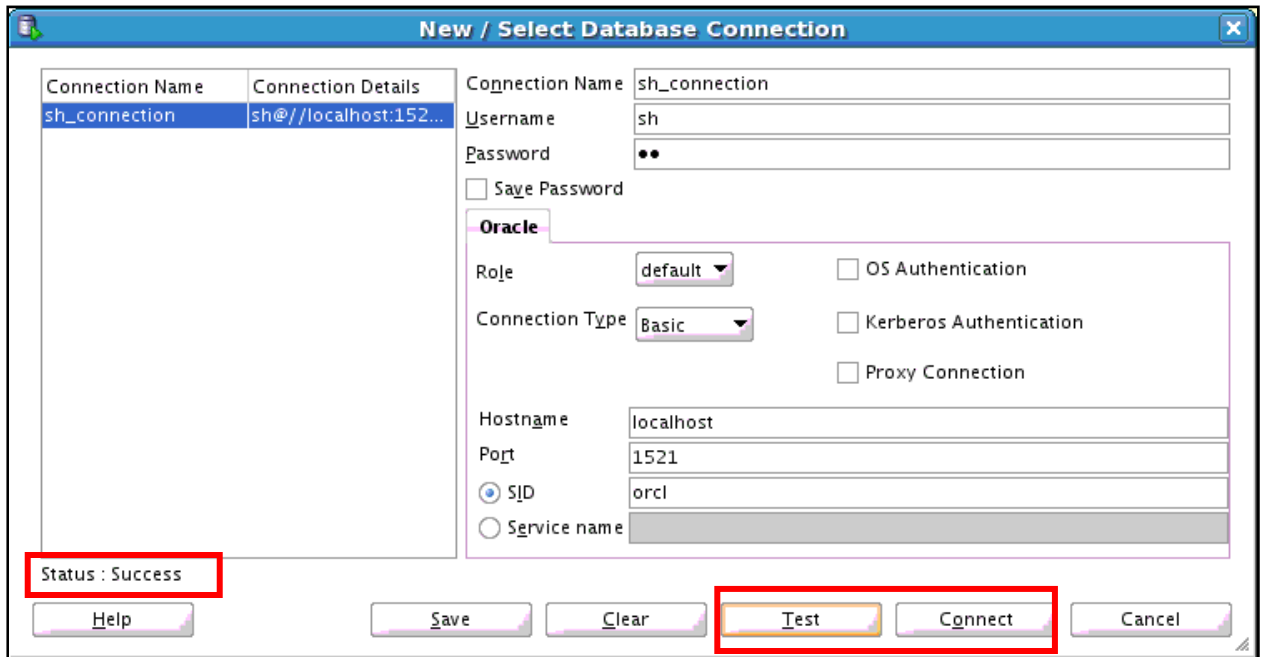 New / Select Database Connection
Connection Name Connection Details
sh_connection sh@//localhost:152...
Connection Name sh_connection
Username sh
Password ••
Save Password
Oracle
Role default OS Authentication
Connection Type Basic Kerberos Authentication
Proxy Connection
Hostname localhost
Port 1521
SID orcl
Service name
Status : Success
Help Save Clear Test Connect Cancel